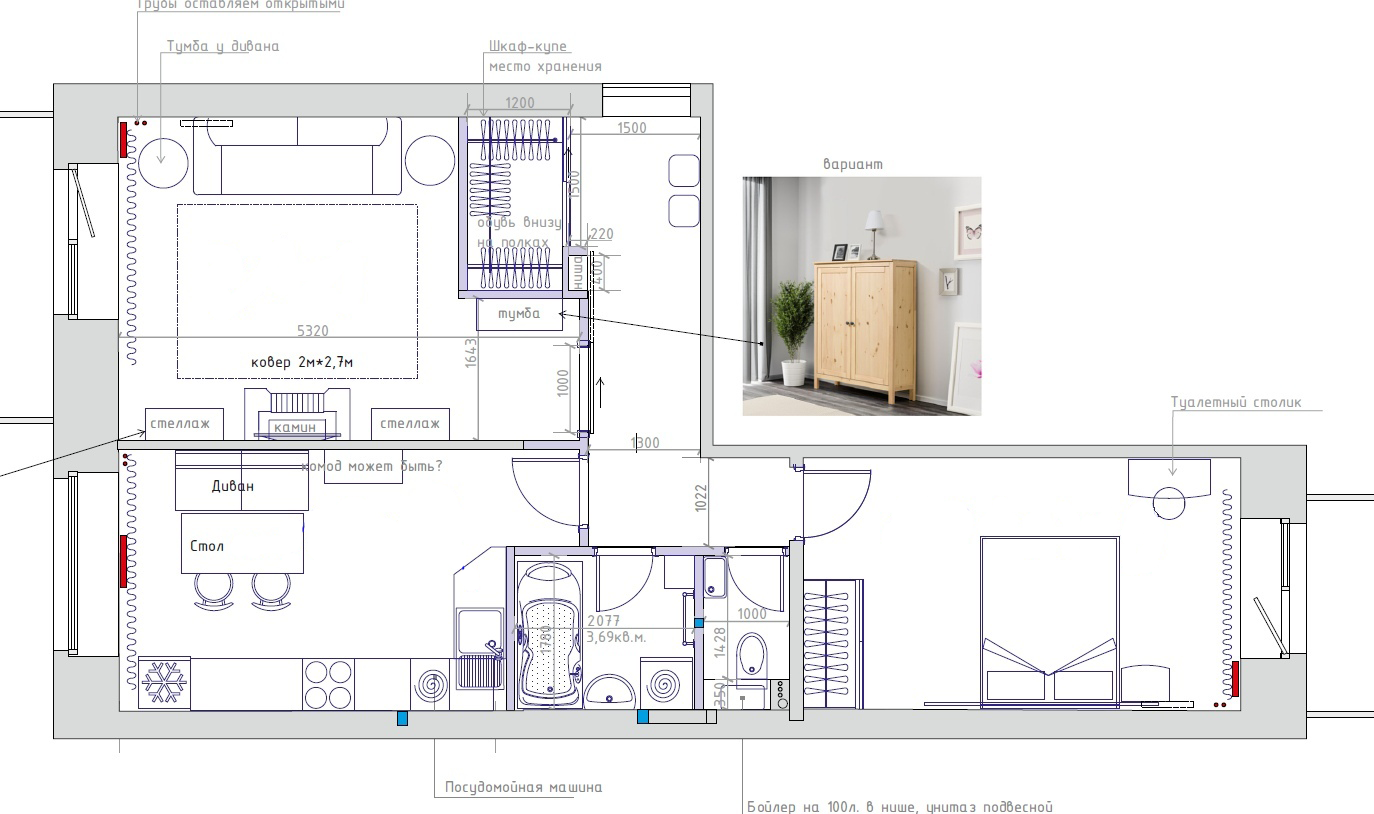 Трубы оставляем открытыми
Тумба у дивана
Шкаф-купе
место хранения
1200
1500
вариант
1500
обувь внизу
на полках
220
ниша
400
тумба
5320
1643
ковер 2м*2,7м
1000
Туалетный столик
стеллаж
камин
стеллаж
1300
комод может быть?
Диван
1022
Стол
2077
3,69кв.м.
1780
1000
1428
350
Посудомойная машина
Бойлер на 100л. в нише, унитаз подвесной